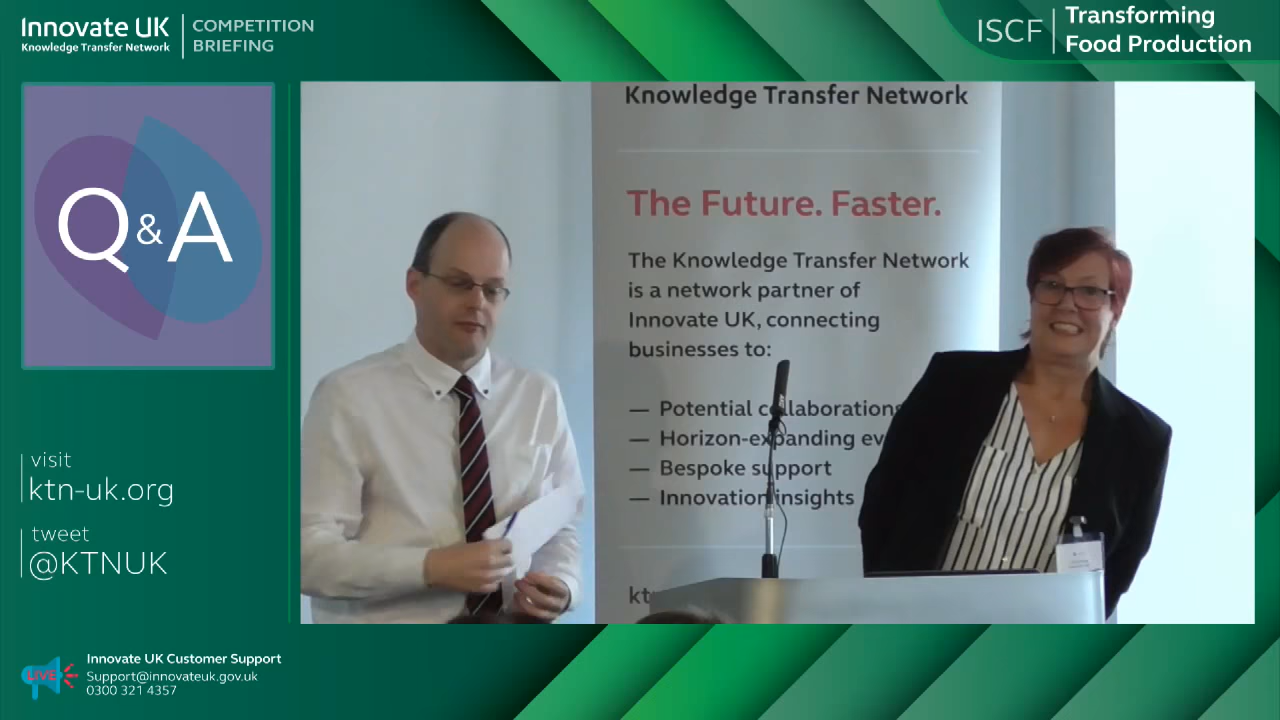 Innovate UK
Knowledge Transfer Network
COMPETITION
BRIEFING
ISCF
Transforming
Food Production
Q&A
visit
ktn-uk.org
tweet
@KTNUK
LIVE
Innovate UK Customer Support
Support@innovateuk.gov.uk
0300 321 4357
Knowledge Transfer Network
The Future. Faster.
The Knowledge Transfer Network
is a network partner of
Innovate UK, connecting
businesses to:
— Potential collaborations
— Horizon-expanding ev
— Bespoke support
— Innovation insights